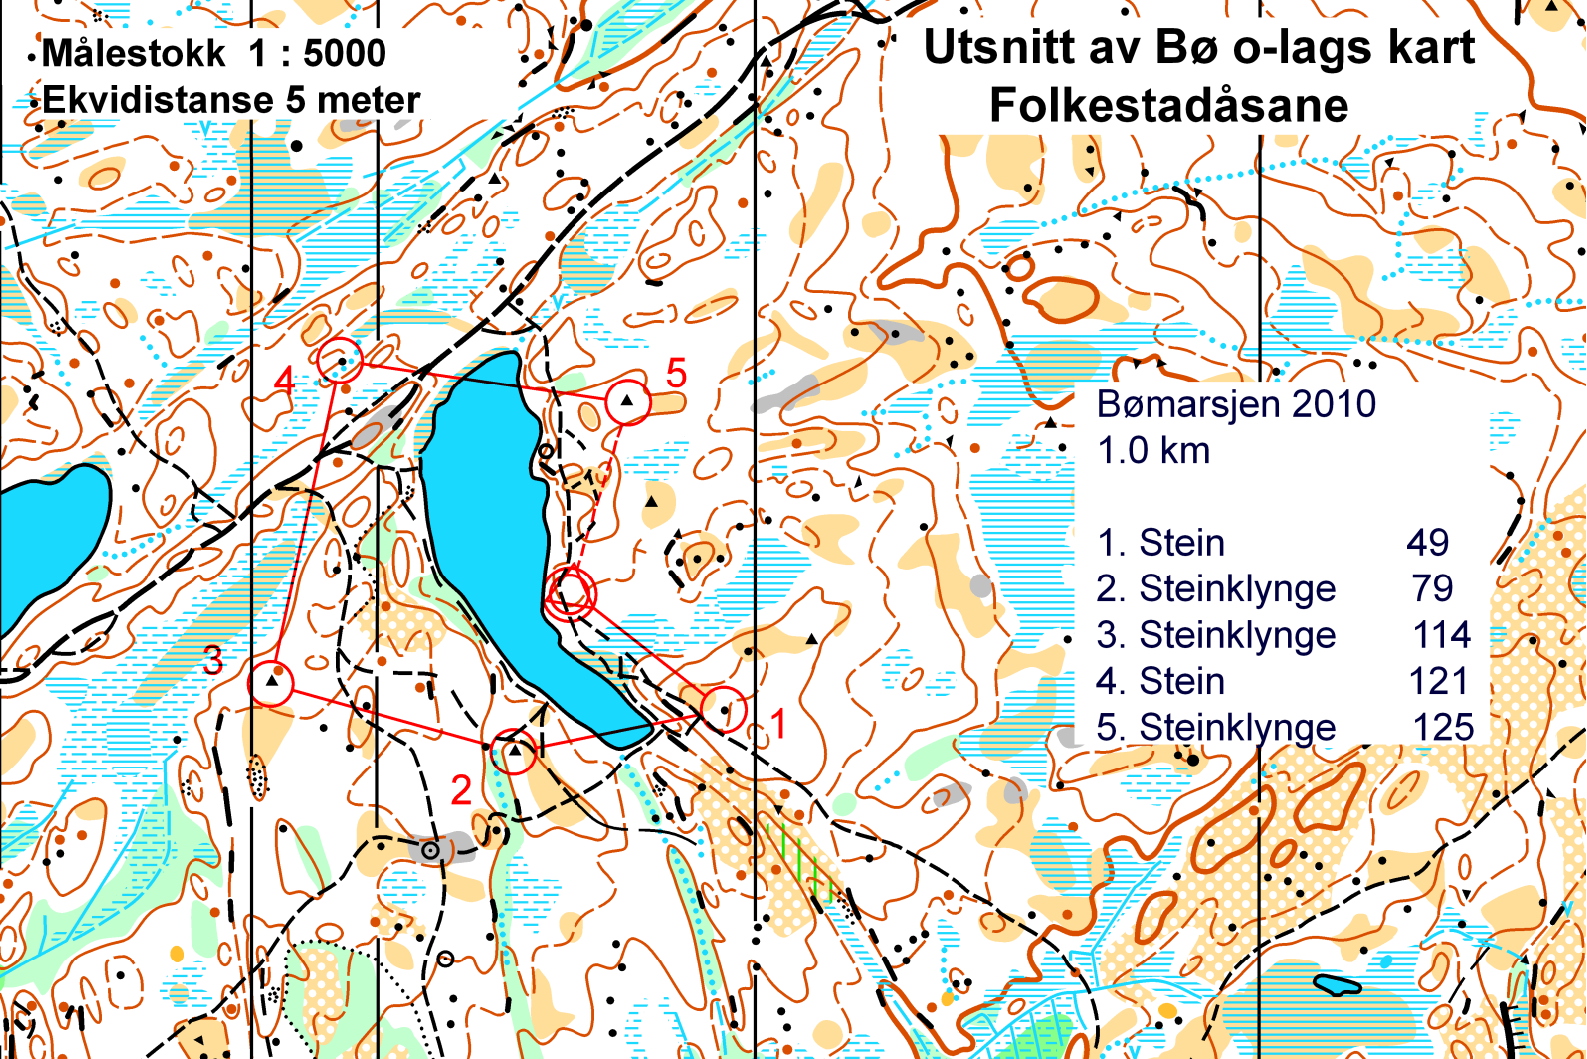 Målestokk 1 : 5000
Ekvidistanse 5 meter
Utsnitt av Bø o-lags kart
Folkestadåsane
Bømarsjen 2010
1.0 km
1. Stein 49
2. Steinklynge 79
3. Steinklynge 114
4. Stein 121
5. Steinklynge 125
4
5
3
1
2